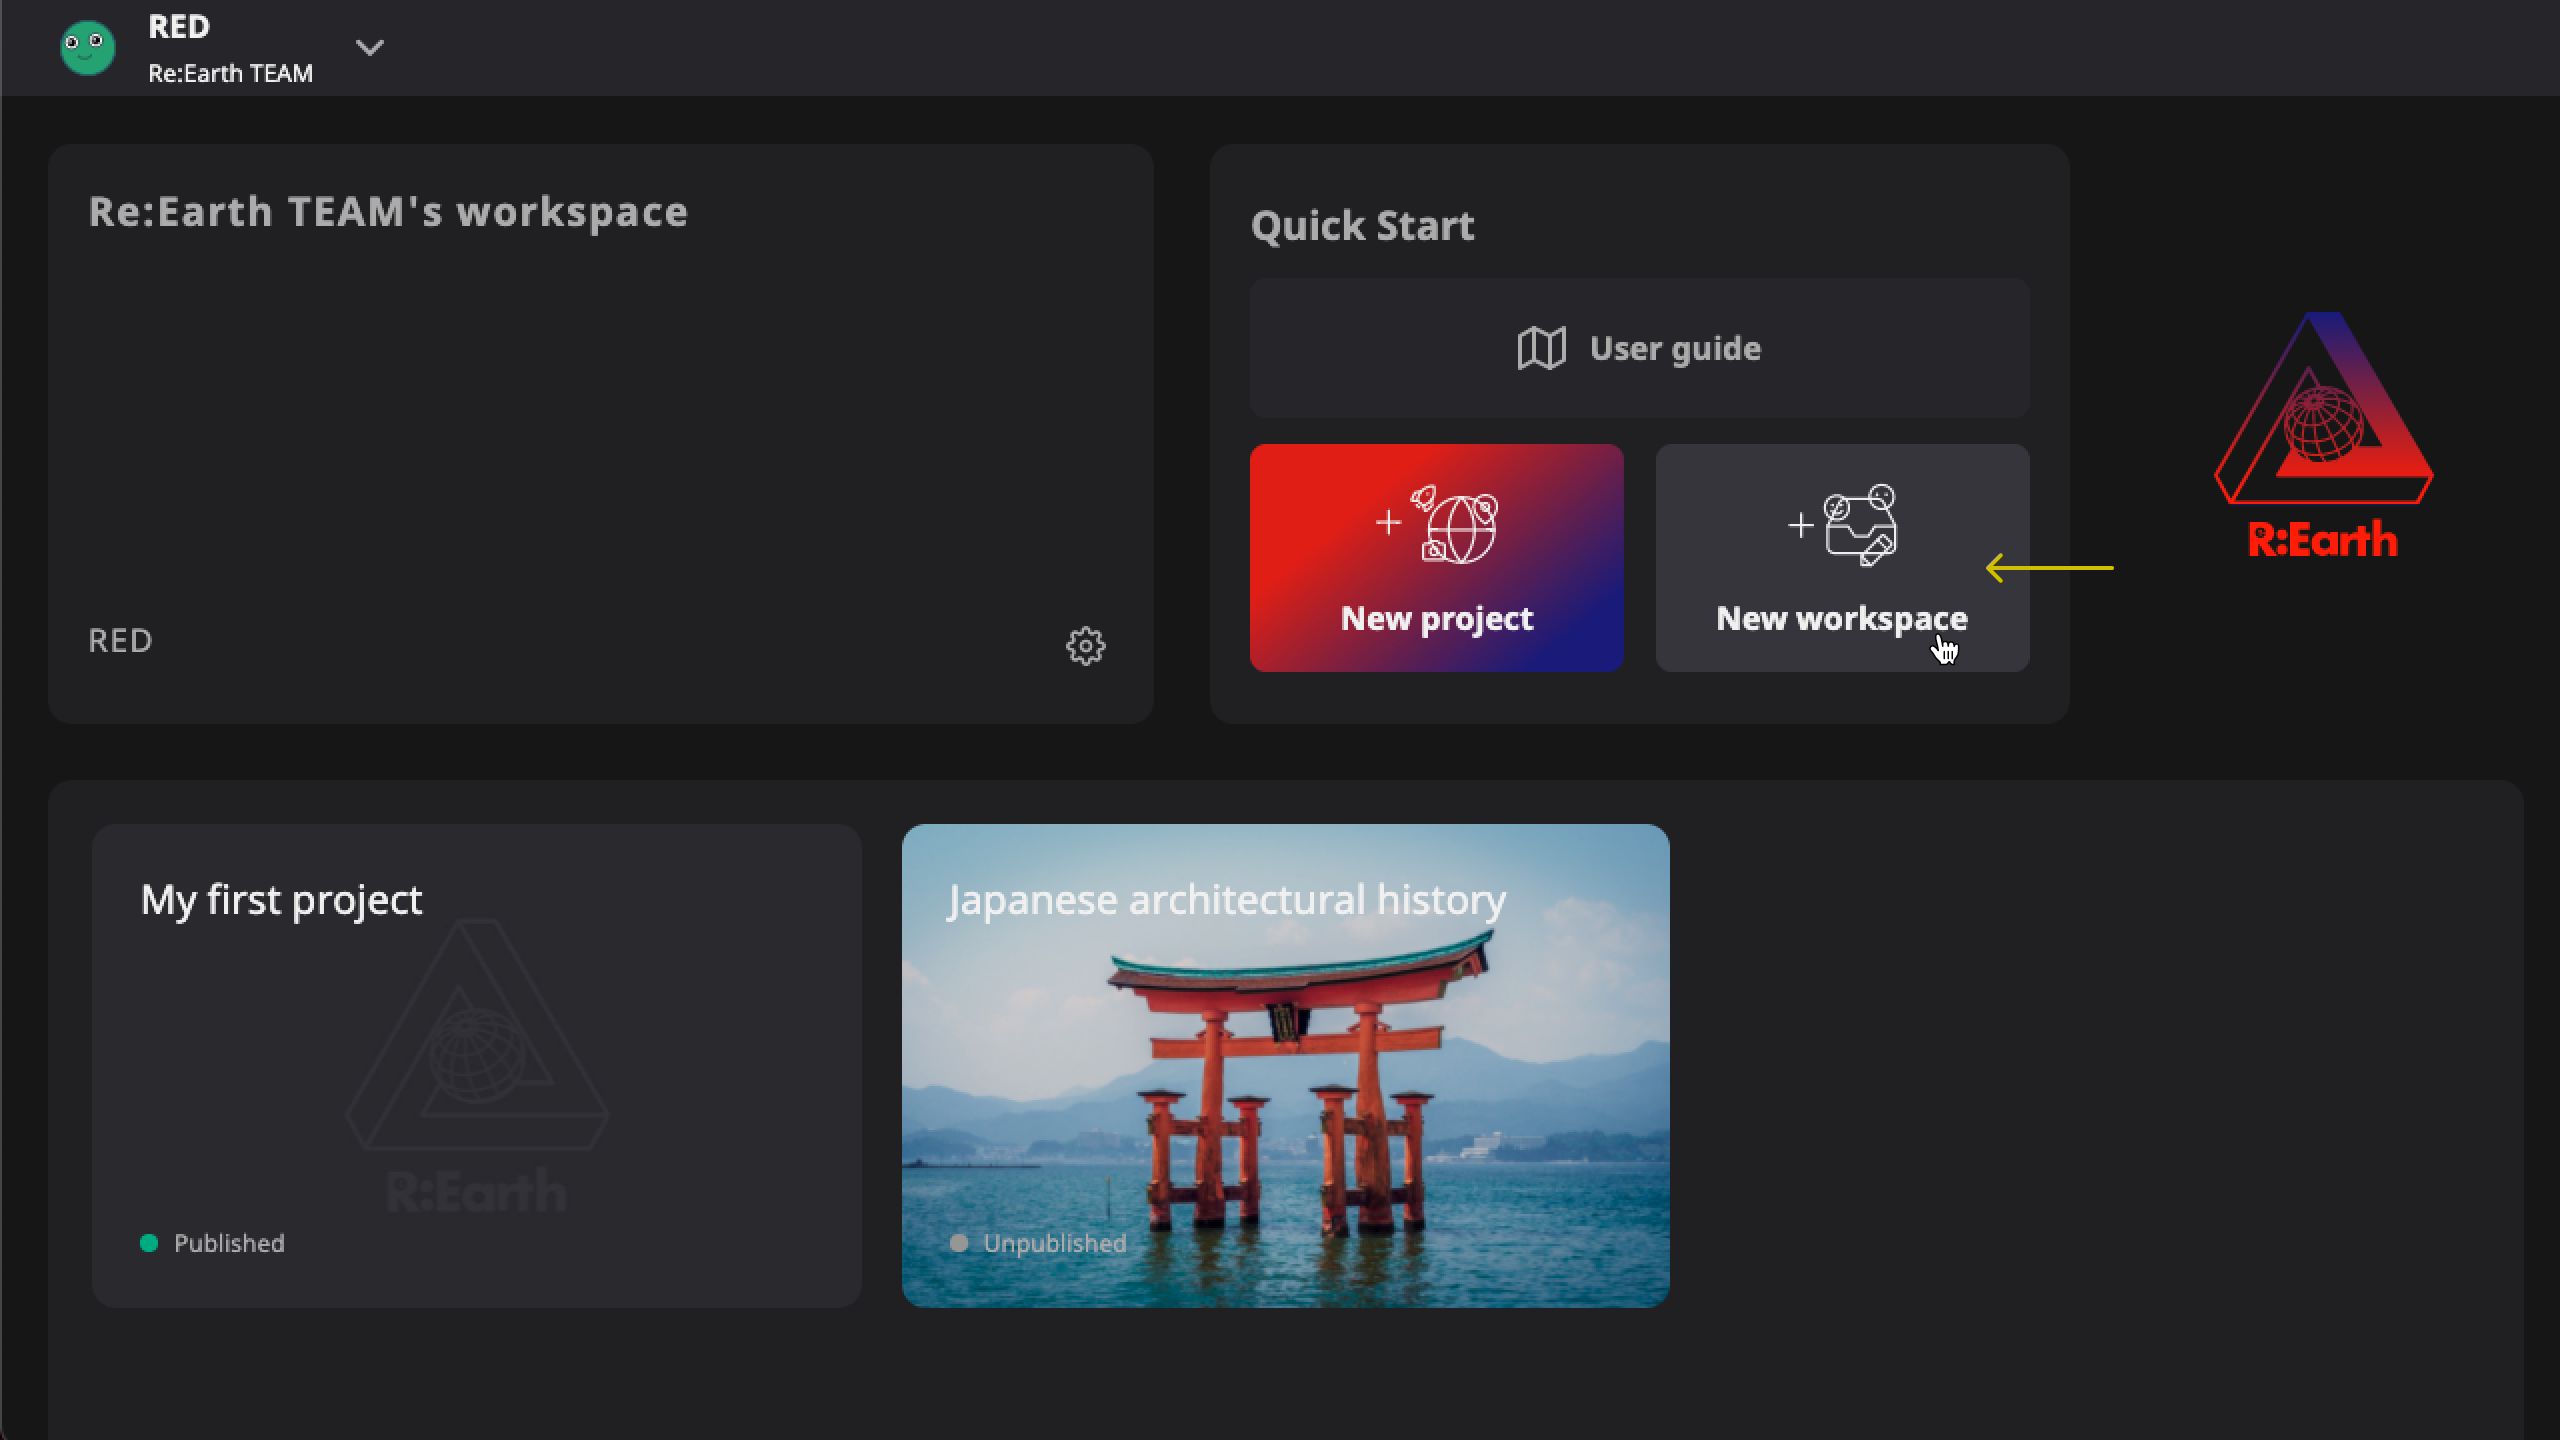 RED
Re:Earth TEAM
Re:Earth TEAM's workspace
RED
Quick Start
User guide
New project
New workspace
R:Earth
My first project
R:Earth
Published
Japanese architectural history
Unpublished